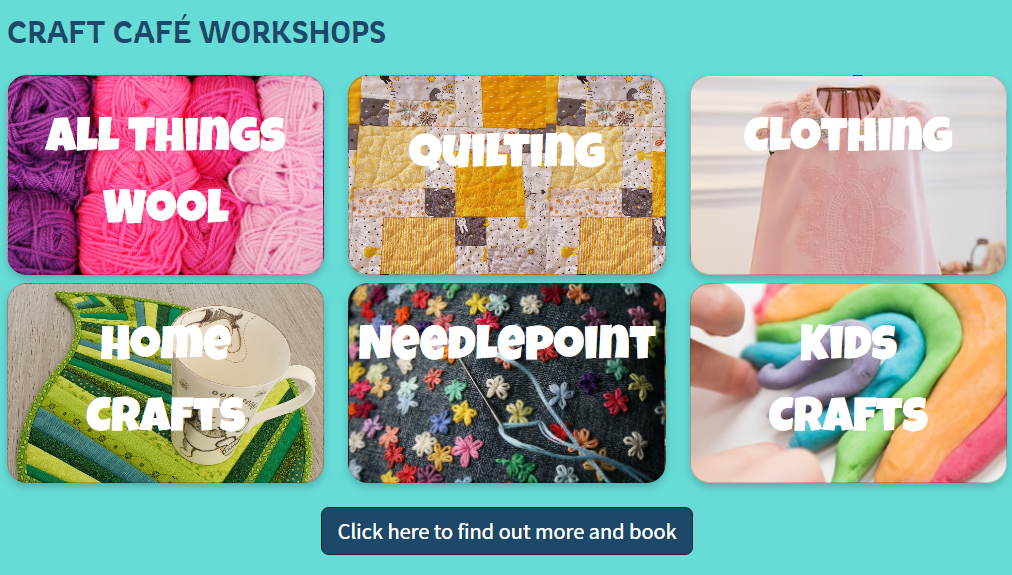 CRAFT CAFÉ WORKSHOPS
ALL THINGS
WOOL
QUILTING
CLOTHING
HOME
CRAFTS
NEEDLEPOINT
KIDS
CRAFTS
Click here to find out more and book